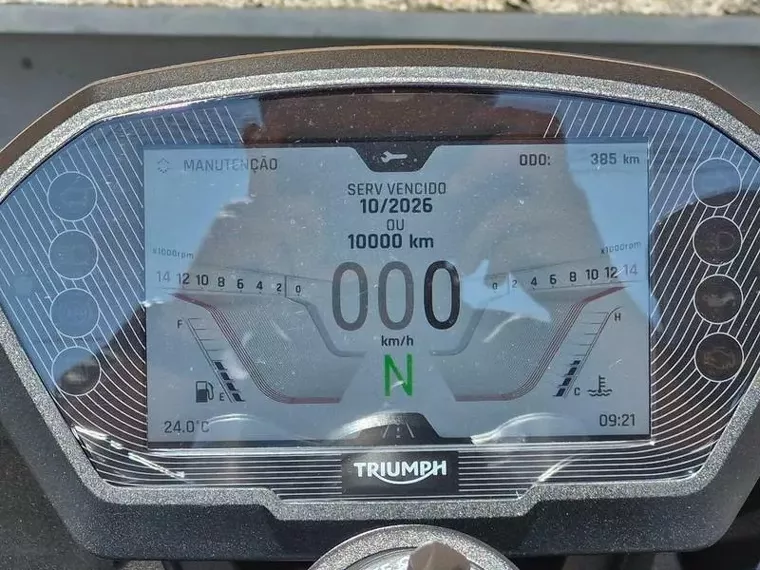 MANUTENÇÃO
ODO: 385 km
SERV VENCIDO
10/2026
OU
10000 km
x1000rpm
x1000rpm
14 12 10 8 6 4 2 0
0 2 4 6 8 10 12 14
000
km/h
N
F
H
E
C
24.0°C
09:21
TRIUMPH